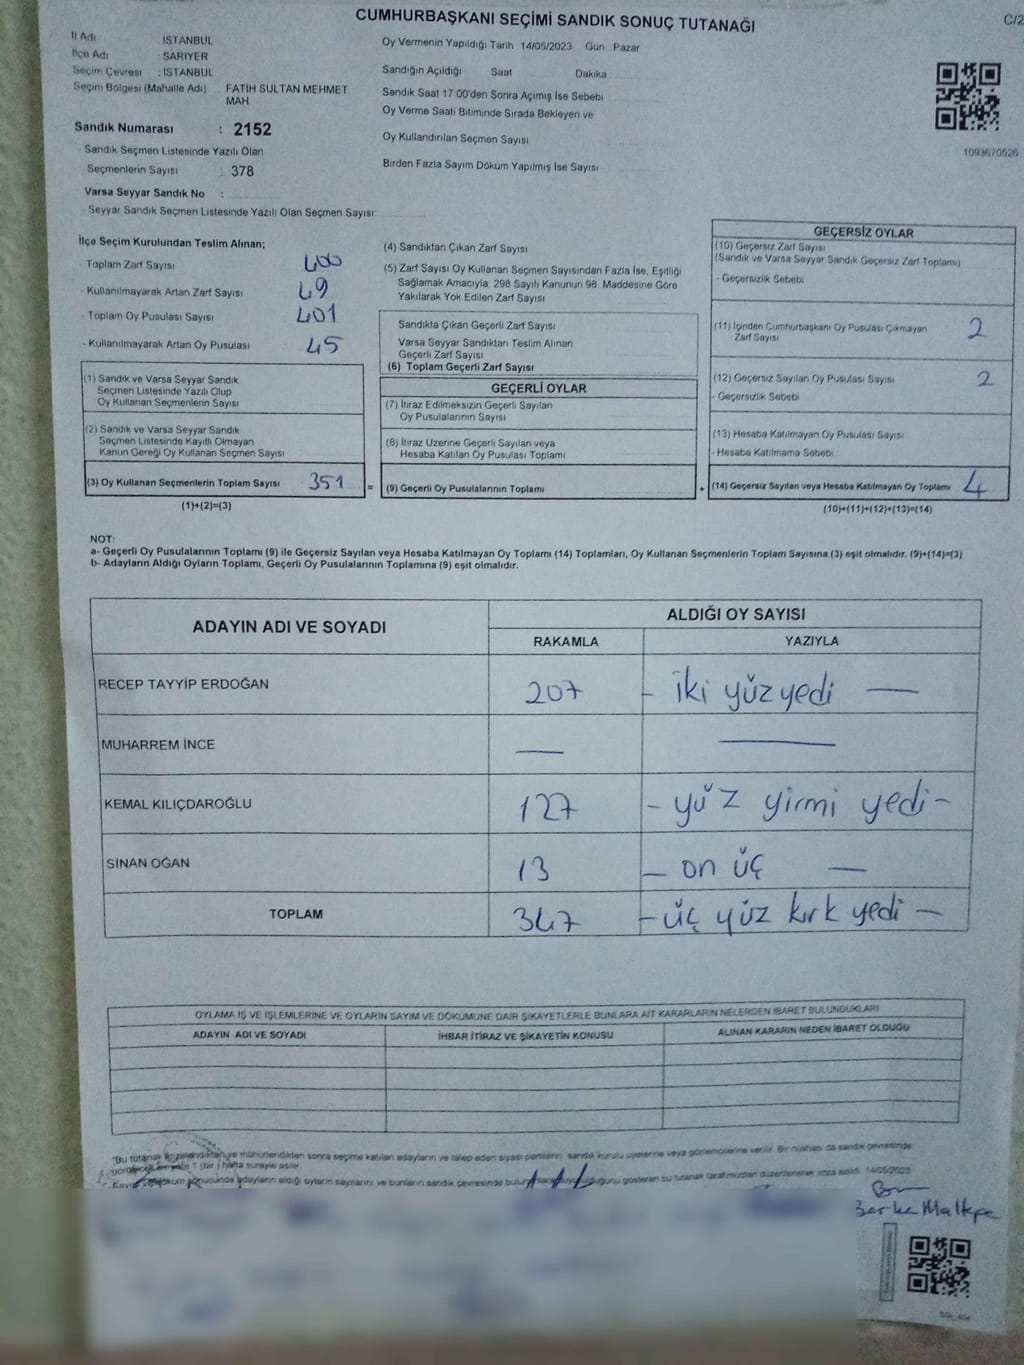 CUMHURBAŞKANI SEÇİMİ SANDIK SONUÇ TUTANAĞI
C/2
İl Adı İSTANBUL
İlçe Adı : SARIYER
Seçim Çevresi : İSTANBUL
Seçim Bölgesi (Mahalle Adı) FATİH SULTAN MEHMET
MAH
Sandık Numarası : 2152
Sandık Seçmen Listesinde Yazılı Olan
Seçmenlerin Sayısı : 378
Varsa Seyyar Sandık No :
Seyyar Sandık Seçmen Listesinde Yazılı Olan Seçmen Sayısı:
Oy Vermenin Yapıldığı Tarih 14/05/2023 Gün Pazar
Sandığın Açıldığı Saat Dakika
Sandık Saat 17:00'den Sonra Açımış İse Sebebi
Oy Verme Saati Bitiminde Sırada Bekleyen ve
Oy Kullandırılan Seçmen Sayısı
Birden Fazla Sayım Döküm Yapılmış İse Sayısı
1093670526
İlçe Seçim Kurulundan Teslim Alınan;
Toplam Zarf Sayısı 400
Kullanılmayarak Artan Zarf Sayısı 49
Toplam Oy Pusulası Sayısı 401
Kullanılmayarak Artan Oy Pusulası 45
(1) Sandık ve Varsa Seyyar Sandık
Seçmen Listesinde Yazılı Olup
Oy Kullanan Seçmenlerin Sayısı
(2) Sandık ve Varsa Seyyar Sandık
Seçmen Listesinde Kayıtlı Olmayan
Kanun Gereği Oy Kullanan Seçmen Sayısı
(3) Oy Kullanan Seçmenlerin Toplam Sayısı 351
(1)+(2)=(3)
(4) Sandıktan Çıkan Zarf Sayısı
(5) Zarf Sayısı Oy Kullanan Seçmen Sayısından Fazla İse, Eşitliği
Sağlamak Amacıyla, 298 Sayılı Kanunun 98. Maddesine Göre
Yakılarak Yok Edilen Zarf Sayısı
Sandıkta Çıkan Geçerli Zarf Sayısı
Varsa Seyyar Sandıktan Teslim Alınan
Geçerli Zarf Sayısı
(6) Toplam Geçerli Zarf Sayısı
GEÇERLİ OYLAR
(7) İtiraz Edilmeksizin Geçerli Sayılan
Oy Pusulalarının Sayısı
(8) İtiraz Üzerine Geçerli Sayılan veya
Hesaba Katılan Oy Pusulası Toplamı
= (9) Geçerli Oy Pusulalarının Toplamı +
GEÇERSİZ OYLAR
(10) Geçersiz Zarf Sayısı
(Sandık ve Varsa Seyyar Sandık Geçersiz Zarf Toplamı)
- Geçersizlik Sebebi
(11) İçinden Cumhurbaşkanı Oy Pusulası Çıkmayan
Zarf Sayısı 2
(12) Geçersiz Sayılan Oy Pusulası Sayısı 2
- Geçersizlik Sebebi
(13) Hesaba Katılmayan Oy Pusulası Sayısı
- Hesaba Katılmama Sebebi
(14) Geçersiz Sayılan veya Hesaba Katılmayan Oy Toplamı 4
(10)+(11)+(12)+(13)=(14)
NOT:
a- Geçerli Oy Pusulalarının Toplamı (9) ile Geçersiz Sayılan veya Hesaba Katılmayan Oy Toplamı (14) Toplamları, Oy Kullanan Seçmenlerin Toplam Sayısına (3) eşit olmalıdır. (9)+(14)=(3)
b- Adayların Aldığı Oyların Toplamı, Geçerli Oy Pusulalarının Toplamına (9) eşit olmalıdır.
ADAYIN ADI VE SOYADI
ALDIĞI OY SAYISI
RAKAMLA YAZIYLA
RECEP TAYYİP ERDOĞAN 207 - iki yüz yedi —
MUHARREM İNCE — —
KEMAL KILIÇDAROĞLU 127 - yüz yirmi yedi -
SİNAN OĞAN 13 - on üç —
TOPLAM 347 - üç yüz kırk yedi -
OYLAMA İŞ VE İŞLEMLERİNE VE OYLARIN SAYIM VE DÖKÜMÜNE DAİR ŞİKAYETLERLE BUNLARA AİT KARARLARIN NELERDEN İBARET BULUNDUKLARI
ADAYIN ADI VE SOYADI İHBAR İTİRAZ VE ŞİKAYETİN KONUSU ALINAN KARARIN NEDEN İBARET OLDUĞU
"Bu tutanak mühürlendikten sonra seçime katılan adayların ve talep eden siyasi partilerin sandık kurulu üyelerine veya gözlemcilerine verilir. Bir nüshası da sandık çevresinde
görülecek bir yere 1 (bir) hafta süreyle asılır.
sonucunda adayların aldığı oyların sayılarını ve bunların sandık çevresinde gösteren bu tutanak tarafımızdan düzenlenerek imza edildi. 14/05/2023
Berke Maltepe